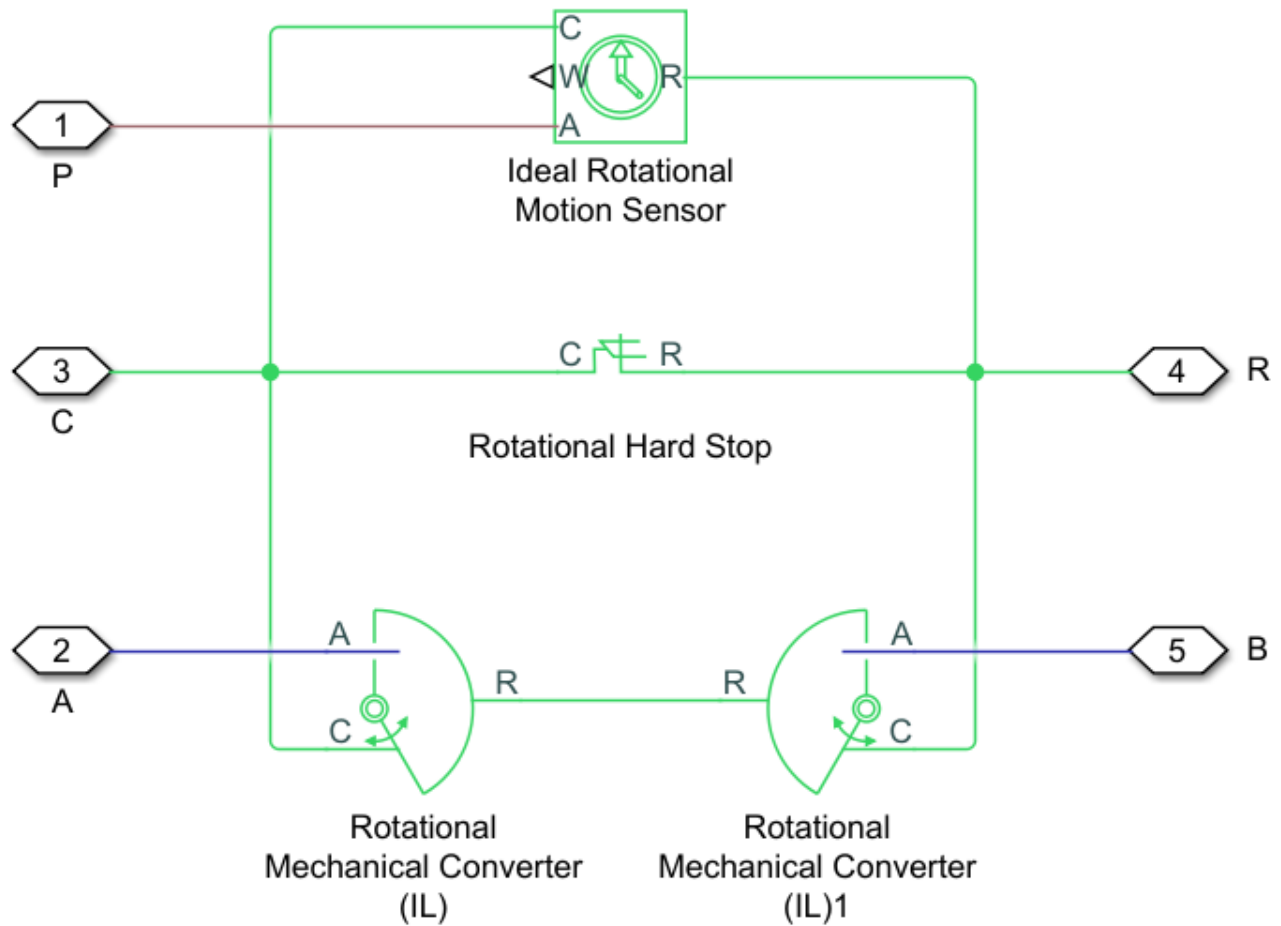 C
W
R
A
1
P
Ideal Rotational
Motion Sensor
3
C
C
R
4
R
Rotational Hard Stop
2
A
A
C
R
R
A
C
5
B
Rotational
Mechanical Converter
(IL)
Rotational
Mechanical Converter
(IL)1